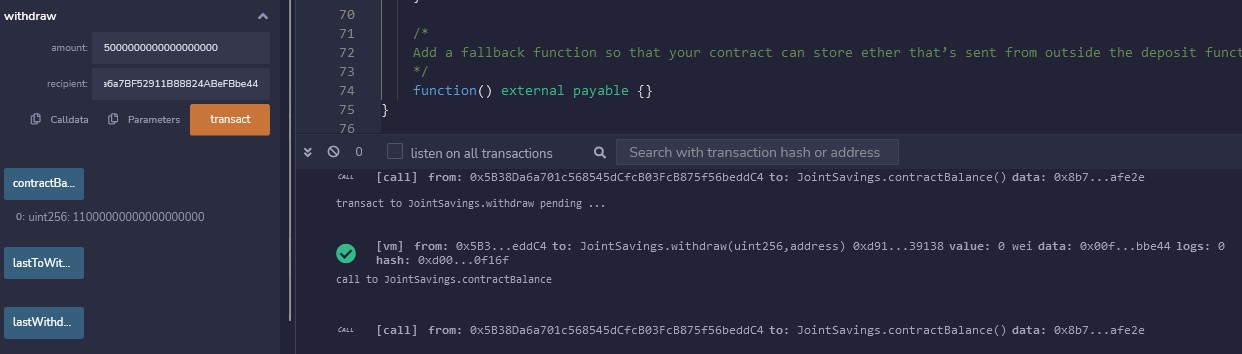 withdraw
amount: 5000000000000000000
recipient: 6a7BF52911B88824ABeFBbe44
Calldata Parameters transact
contractBa...
0: uint256: 11000000000000000000
lastToWit...
lastWithd...
70 }
71 /*
72 Add a fallback function so that your contract can store ether that’s sent from outside the deposit funct
73 */
74 function() external payable {}
75 }
76
0 listen on all transactions Search with transaction hash or address
CALL [call] from: 0x5B38Da6a701c568545dCfcB03FcB875f56beddC4 to: JointSavings.contractBalance() data: 0x8b7...afe2e
transact to JointSavings.withdraw pending ...
[vm] from: 0x5B3...eddC4 to: JointSavings.withdraw(uint256,address) 0xd91...39138 value: 0 wei data: 0x00f...bbe44 logs: 0
hash: 0xd00...0f16f
call to JointSavings.contractBalance
CALL [call] from: 0x5B38Da6a701c568545dCfcB03FcB875f56beddC4 to: JointSavings.contractBalance() data: 0x8b7...afe2e